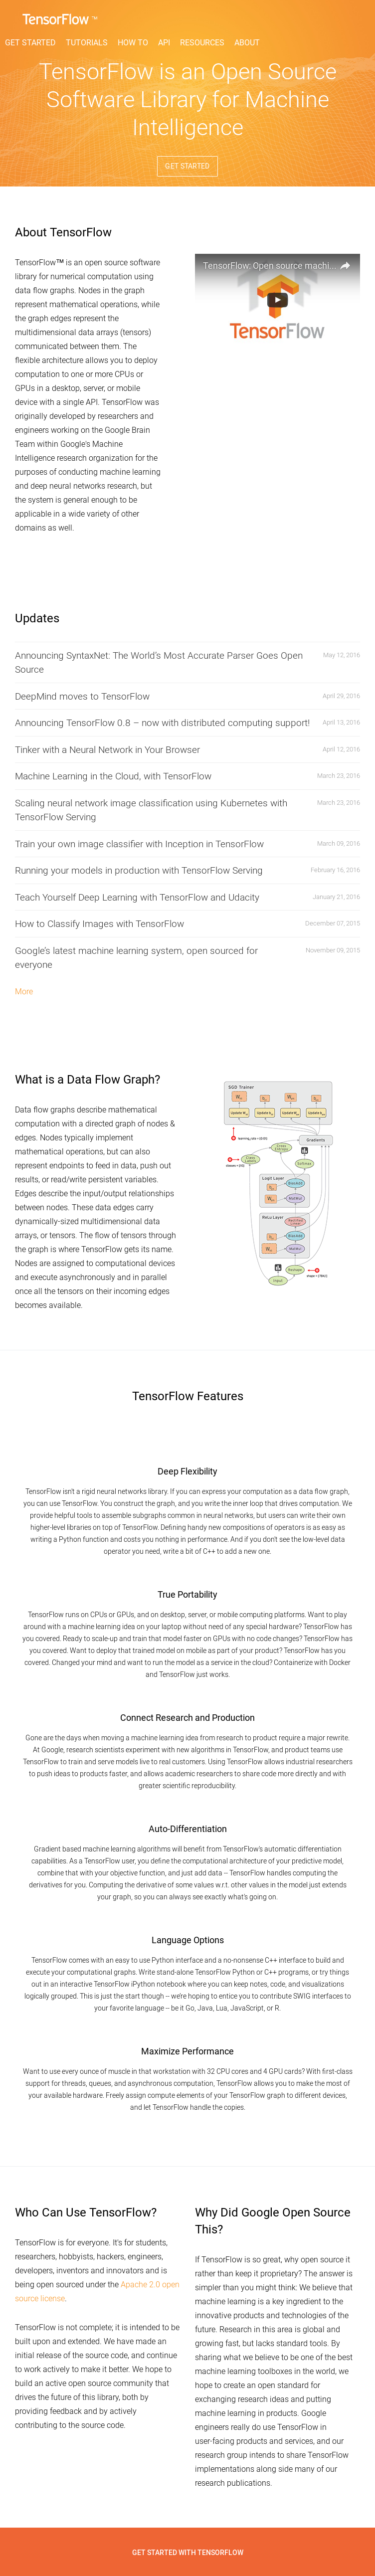 TensorFlow ™
GET STARTED TUTORIALS HOW TO API RESOURCES ABOUT
TensorFlow is an Open Source
Software Library for Machine
Intelligence
GET STARTED
About TensorFlow
TensorFlow™ is an open source software
library for numerical computation using
data flow graphs. Nodes in the graph
represent mathematical operations, while
the graph edges represent the
multidimensional data arrays (tensors)
communicated between them. The
flexible architecture allows you to deploy
computation to one or more CPUs or
GPUs in a desktop, server, or mobile
device with a single API. TensorFlow was
originally developed by researchers and
engineers working on the Google Brain
Team within Google's Machine
Intelligence research organization for the
purposes of conducting machine learning
and deep neural networks research, but
the system is general enough to be
applicable in a wide variety of other
domains as well.
TensorFlow: Open source machi...
TensorFlow
Updates
Announcing SyntaxNet: The World's Most Accurate Parser Goes Open
Source
May 12, 2016
DeepMind moves to TensorFlow April 29, 2016
Announcing TensorFlow 0.8 – now with distributed computing support! April 13, 2016
Tinker with a Neural Network in Your Browser April 12, 2016
Machine Learning in the Cloud, with TensorFlow March 23, 2016
Scaling neural network image classification using Kubernetes with
TensorFlow Serving
March 23, 2016
Train your own image classifier with Inception in TensorFlow March 09, 2016
Running your models in production with TensorFlow Serving February 16, 2016
Teach Yourself Deep Learning with TensorFlow and Udacity January 21, 2016
How to Classify Images with TensorFlow December 07, 2015
Google's latest machine learning system, open sourced for
everyone
November 09, 2015
More
What is a Data Flow Graph?
Data flow graphs describe mathematical
computation with a directed graph of nodes &
edges. Nodes typically implement
mathematical operations, but can also
represent endpoints to feed in data, push out
results, or read/write persistent variables.
Edges describe the input/output relationships
between nodes. These data edges carry
dynamically-sized multidimensional data
arrays, or tensors. The flow of tensors through
the graph is where TensorFlow gets its name.
Nodes are assigned to computational devices
and execute asynchronously and in parallel
once all the tensors on their incoming edges
becomes available.
SGD Trainer
Gradients
Softmax
Logit Layer
BiasAdd
MatMul
ReLu Layer
BiasAdd
MatMul
Reshape
Input
TensorFlow Features
Deep Flexibility
TensorFlow isn't a rigid neural networks library. If you can express your computation as a data flow graph,
you can use TensorFlow. You construct the graph, and you write the inner loop that drives computation. We
provide helpful tools to assemble subgraphs common in neural networks, but users can write their own
higher-level libraries on top of TensorFlow. Defining handy new compositions of operators is as easy as
writing a Python function and costs you nothing in performance. And if you don't see the low-level data
operator you need, write a bit of C++ to add a new one.
True Portability
TensorFlow runs on CPUs or GPUs, and on desktop, server, or mobile computing platforms. Want to play
around with a machine learning idea on your laptop without need of any special hardware? TensorFlow has
you covered. Ready to scale-up and train that model faster on GPUs with no code changes? TensorFlow has
you covered. Want to deploy that trained model on mobile as part of your product? TensorFlow has you
covered. Changed your mind and want to run the model as a service in the cloud? Containerize with Docker
and TensorFlow just works.
Connect Research and Production
Gone are the days when moving a machine learning idea from research to product require a major rewrite.
At Google, research scientists experiment with new algorithms in TensorFlow, and product teams use
TensorFlow to train and serve models live to real customers. Using TensorFlow allows industrial researchers
to push ideas to products faster, and allows academic researchers to share code more directly and with
greater scientific reproducibility.
Auto-Differentiation
Gradient based machine learning algorithms will benefit from TensorFlow's automatic differentiation
capabilities. As a TensorFlow user, you define the computational architecture of your predictive model,
combine that with your objective function, and just add data -- TensorFlow handles computing the
derivatives for you. Computing the derivative of some values w.r.t. other values in the model just extends
your graph, so you can always see exactly what's going on.
Language Options
TensorFlow comes with an easy to use Python interface and a no-nonsense C++ interface to build and
execute your computational graphs. Write stand-alone TensorFlow Python or C++ programs, or try things
out in an interactive TensorFlow iPython notebook where you can keep notes, code, and visualizations
logically grouped. This is just the start though -- we're hoping to entice you to contribute SWIG interfaces to
your favorite language -- be it Go, Java, Lua, JavaScript, or R.
Maximize Performance
Want to use every ounce of muscle in that workstation with 32 CPU cores and 4 GPU cards? With first-class
support for threads, queues, and asynchronous computation, TensorFlow allows you to make the most of
your available hardware. Freely assign compute elements of your TensorFlow graph to different devices,
and let TensorFlow handle the copies.
Who Can Use TensorFlow?
TensorFlow is for everyone. It's for students,
researchers, hobbyists, hackers, engineers,
developers, inventors and innovators and is
being open sourced under the Apache 2.0 open
source license.
TensorFlow is not complete; it is intended to be
built upon and extended. We have made an
initial release of the source code, and continue
to work actively to make it better. We hope to
build an active open source community that
drives the future of this library, both by
providing feedback and by actively
contributing to the source code.
Why Did Google Open Source
This?
If TensorFlow is so great, why open source it
rather than keep it proprietary? The answer is
simpler than you might think: We believe that
machine learning is a key ingredient to the
innovative products and technologies of the
future. Research in this area is global and
growing fast, but lacks standard tools. By
sharing what we believe to be one of the best
machine learning toolboxes in the world, we
hope to create an open standard for
exchanging research ideas and putting
machine learning in products. Google
engineers really do use TensorFlow in
user-facing products and services, and our
research group intends to share TensorFlow
implementations along side many of our
research publications.
GET STARTED WITH TENSORFLOW